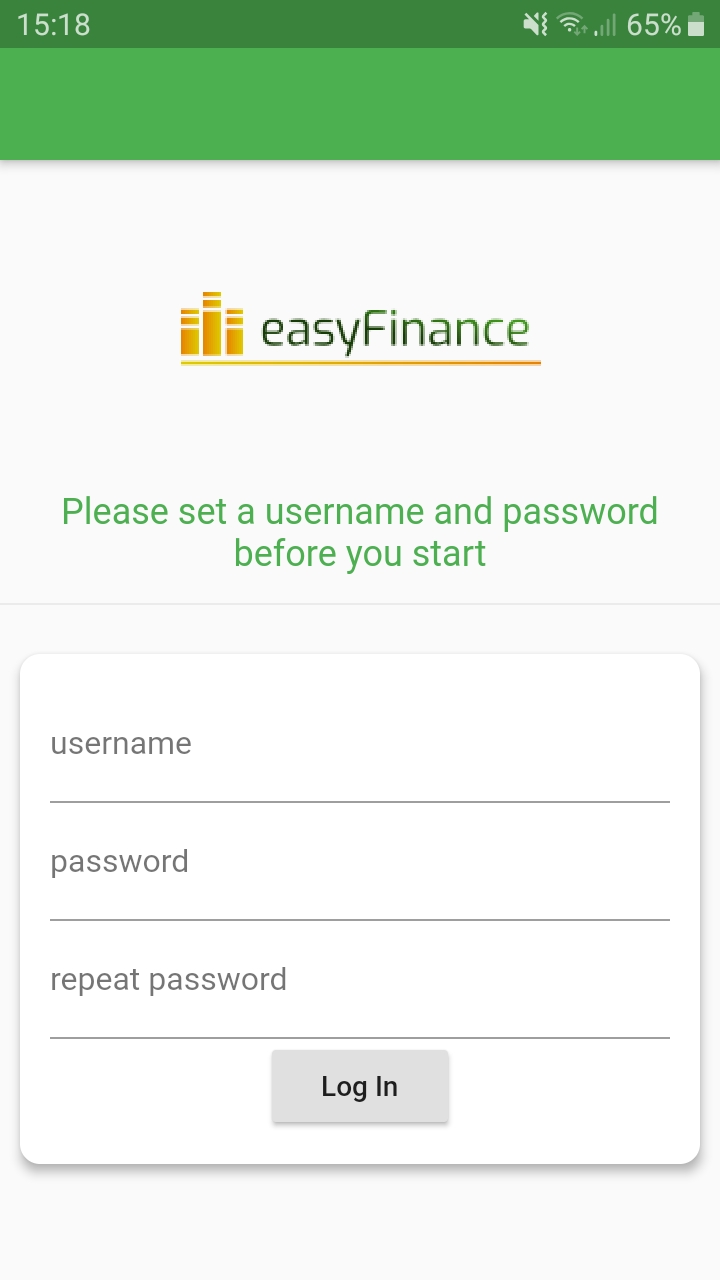 15:18 65%
easyFinance
Please set a username and password
before you start
username
password
repeat password
Log In